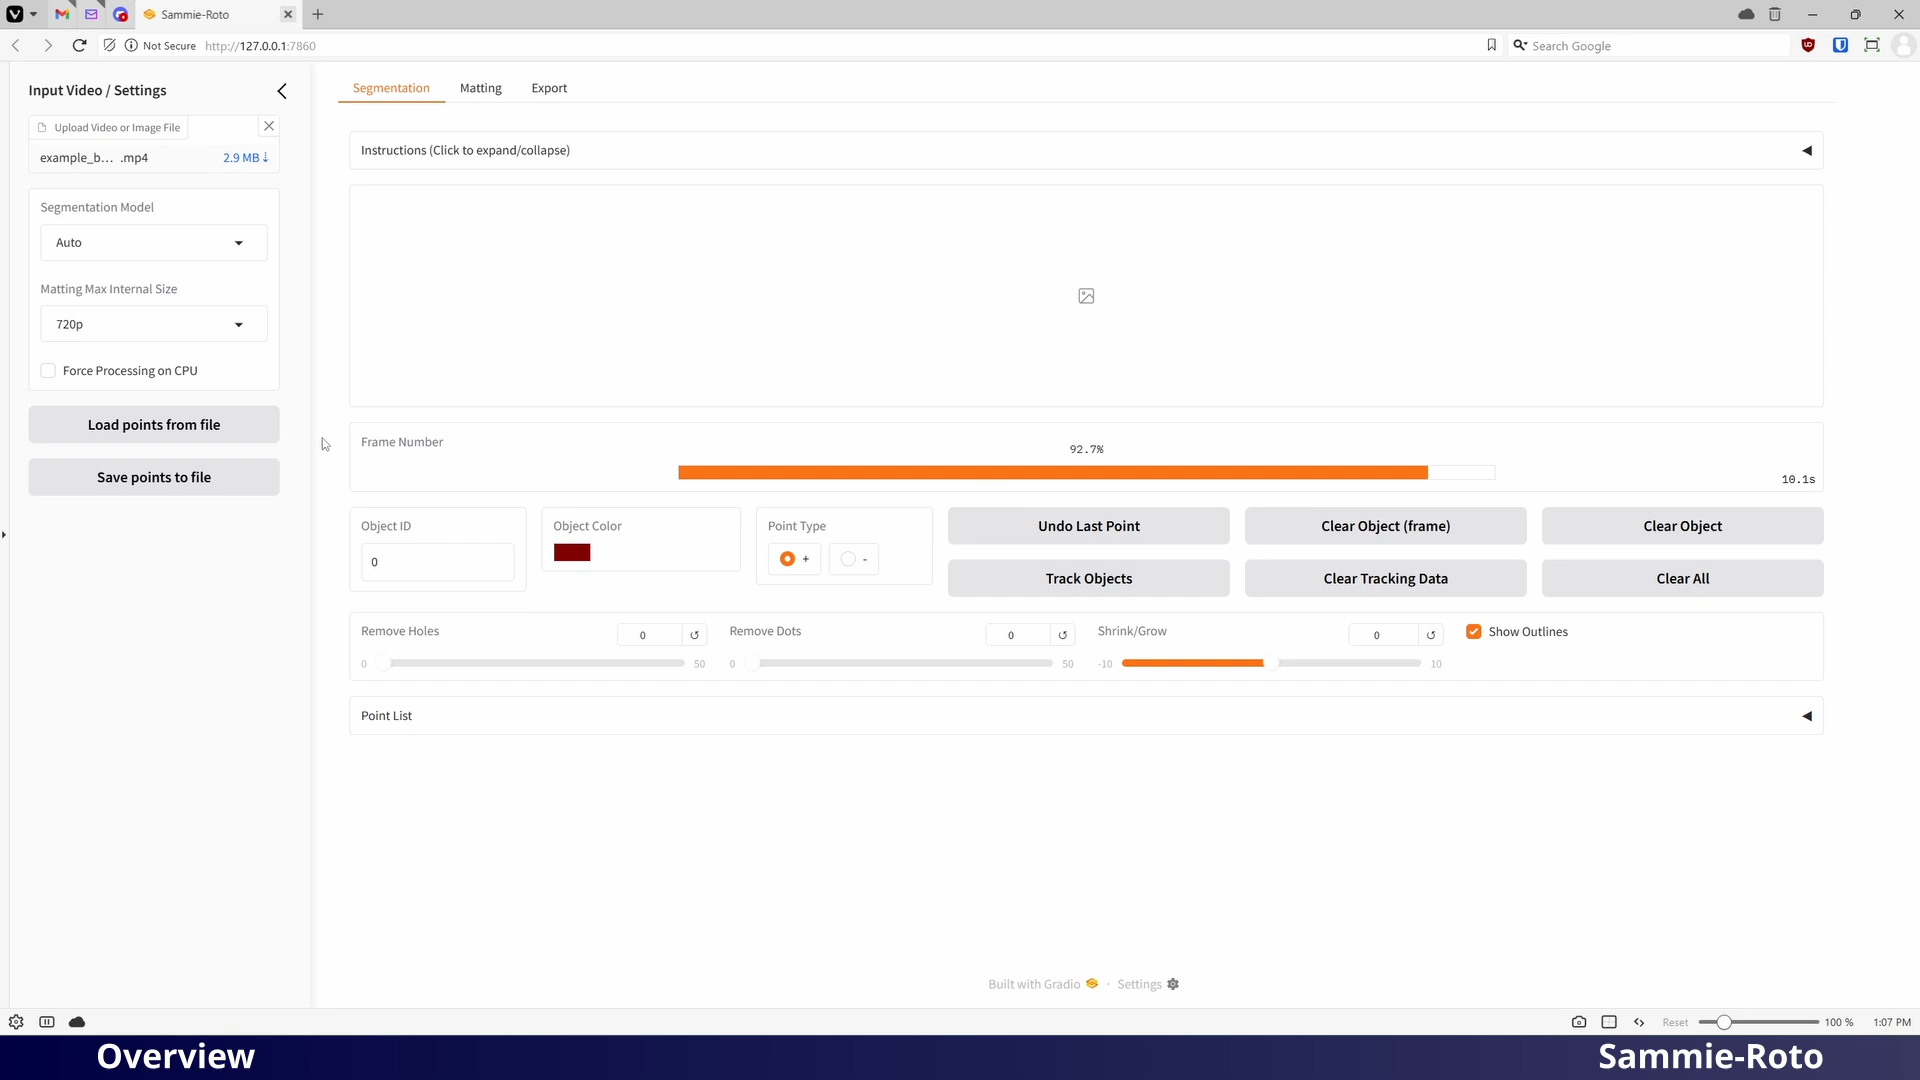 Sammie-Roto
Not Secure
http://127.0.0.1:7860
Search Google
Input Video / Settings
Upload Video or Image File
example_b... .mp4
2.9 MB↓
Segmentation Model
Auto
Matting Max Internal Size
720p
Force Processing on CPU
Load points from file
Save points to file
Segmentation
Matting
Export
Instructions (Click to expand/collapse)
Frame Number
92.7%
10.1s
Object ID
0
Object Color
Point Type
+
-
Undo Last Point
Clear Object (frame)
Clear Object
Track Objects
Clear Tracking Data
Clear All
Remove Holes
0
0
50
Remove Dots
0
0
50
Shrink/Grow
0
-10
10
Show Outlines
Point List
Built with Gradio
·
Settings
Reset
100 %
1:07 PM
Overview
Sammie-Roto